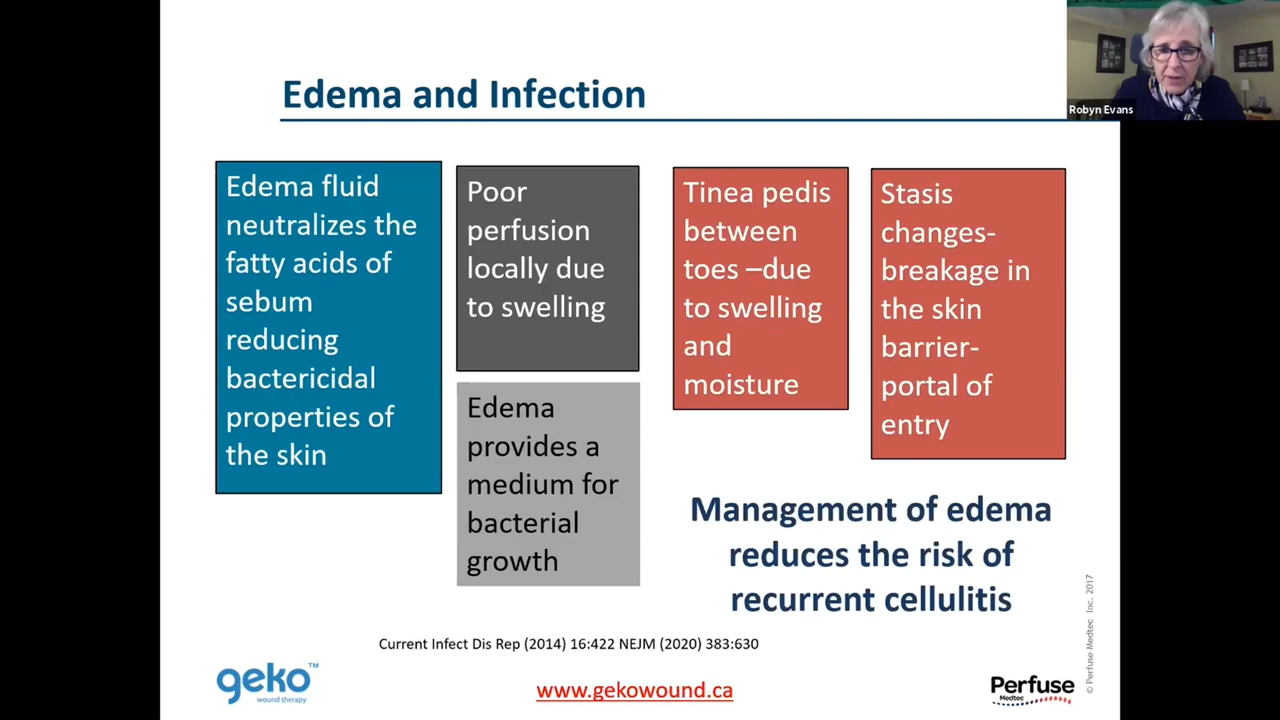 Robyn Evans
Edema and Infection
Edema fluid
neutralizes the
fatty acids of
sebum
reducing
bactericidal
properties of
the skin
Poor
perfusion
locally due
to swelling
Edema
provides a
medium for
bacterial
growth
Tinea pedis
between
toes –due
to swelling
and
moisture
Stasis
changes-
breakage in
the skin
barrier-
portal of
entry
Management of edema
reduces the risk of
recurrent cellulitis
Current Infect Dis Rep (2014) 16:422 NEJM (2020) 383:630
geko™
wound therapy
www.gekowound.ca
Perfuse
Medtec
© Perfuse Medtec Inc. 2017